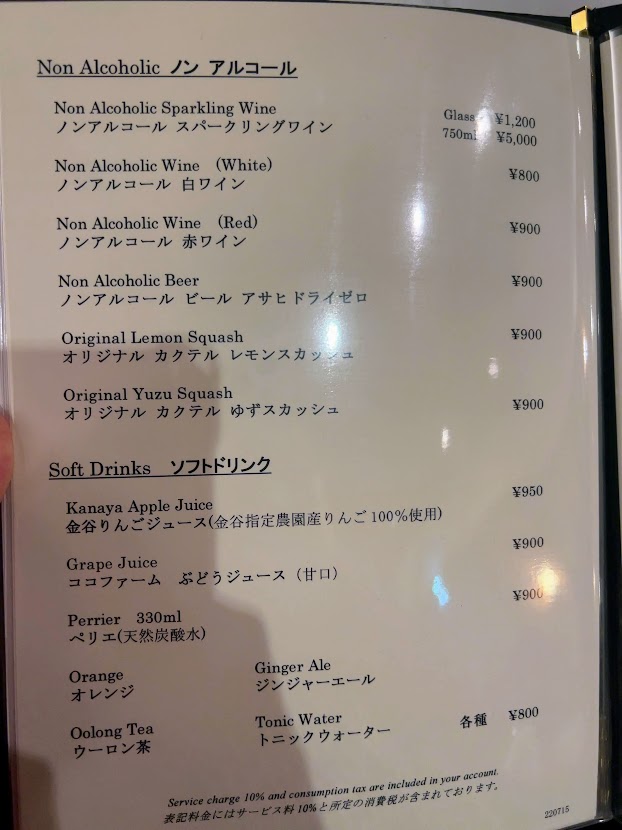 Non Alcoholic ノン アルコール
Non Alcoholic Sparkling Wine Glass ¥1,200
ノンアルコール スパークリングワイン 750ml ¥5,000
Non Alcoholic Wine (White) ¥800
ノンアルコール 白ワイン
Non Alcoholic Wine (Red) ¥900
ノンアルコール 赤ワイン
Non Alcoholic Beer ¥900
ノンアルコール ビール アサヒドライゼロ
Original Lemon Squash ¥900
オリジナル カクテル レモンスカッシュ
Original Yuzu Squash ¥900
オリジナル カクテル ゆずスカッシュ
Soft Drinks ソフトドリンク
Kanaya Apple Juice ¥950
金谷りんごジュース(金谷指定農園産りんご100%使用)
Grape Juice ¥900
ココファーム ぶどうジュース（甘口）
Perrier 330ml ¥900
ペリエ(天然炭酸水)
Orange Ginger Ale
オレンジ ジンジャーエール
Oolong Tea Tonic Water 各種 ¥800
ウーロン茶 トニックウォーター
Service charge 10% and consumption tax are included in your account.
表記料金にはサービス料10%と所定の消費税が含まれております。
220715